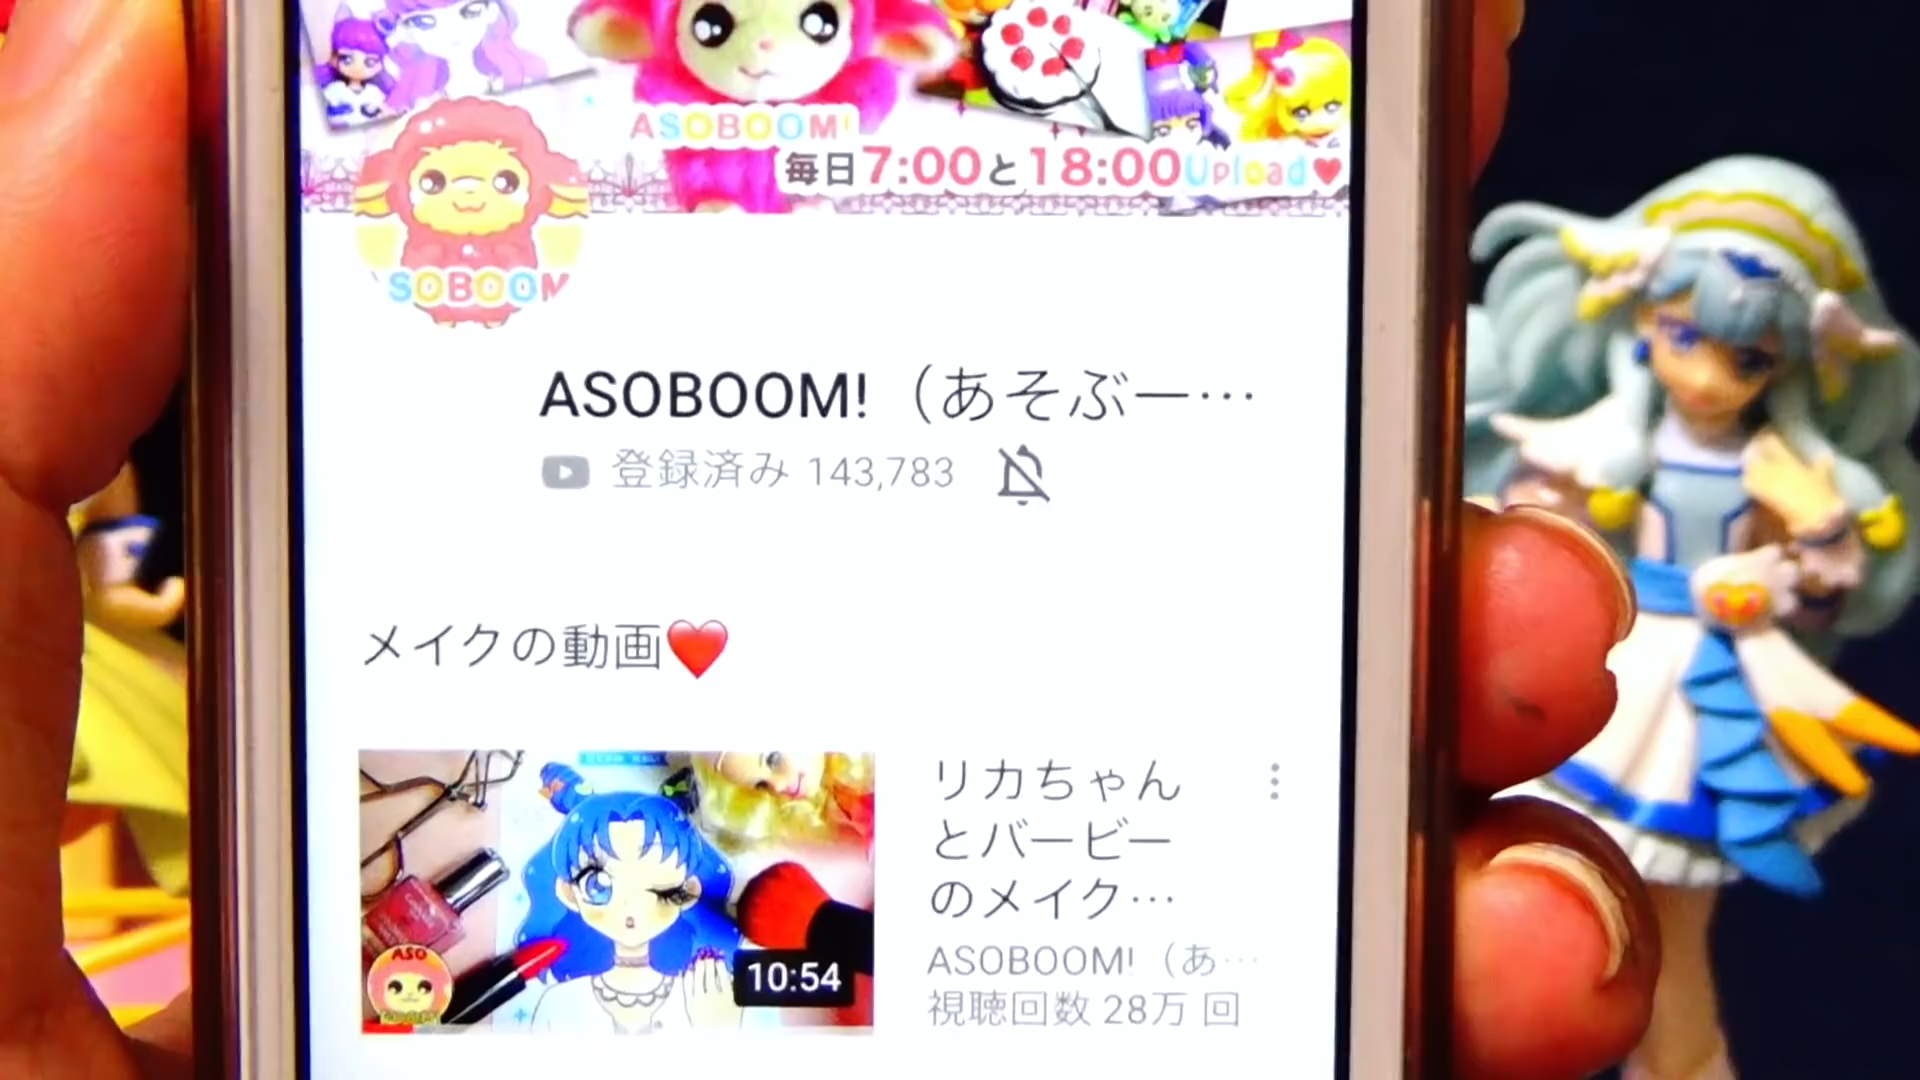 ASOBOOM!
毎日7:00と18:00Upload♥
SOBOOM
ASOBOOM!（あそぶー…
登録済み 143,783
メイクの動画❤
リカちゃん
とバービー
のメイク…
ASO
10:54
ASOBOOM!（あ…
視聴回数 28万 回